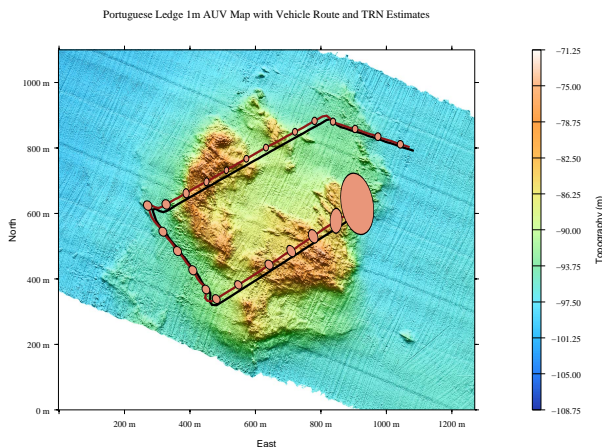 Portuguese Ledge 1m AUV Map with Vehicle Route and TRN Estimates
1000 m
800 m
600 m
400 m
200 m
0 m
North
200 m
400 m
600 m
800 m
1000 m
1200 m
East
−71.25
−75.00
−78.75
−82.50
−86.25
−90.00
−93.75
−97.50
−101.25
−105.00
−108.75
Topography (m)